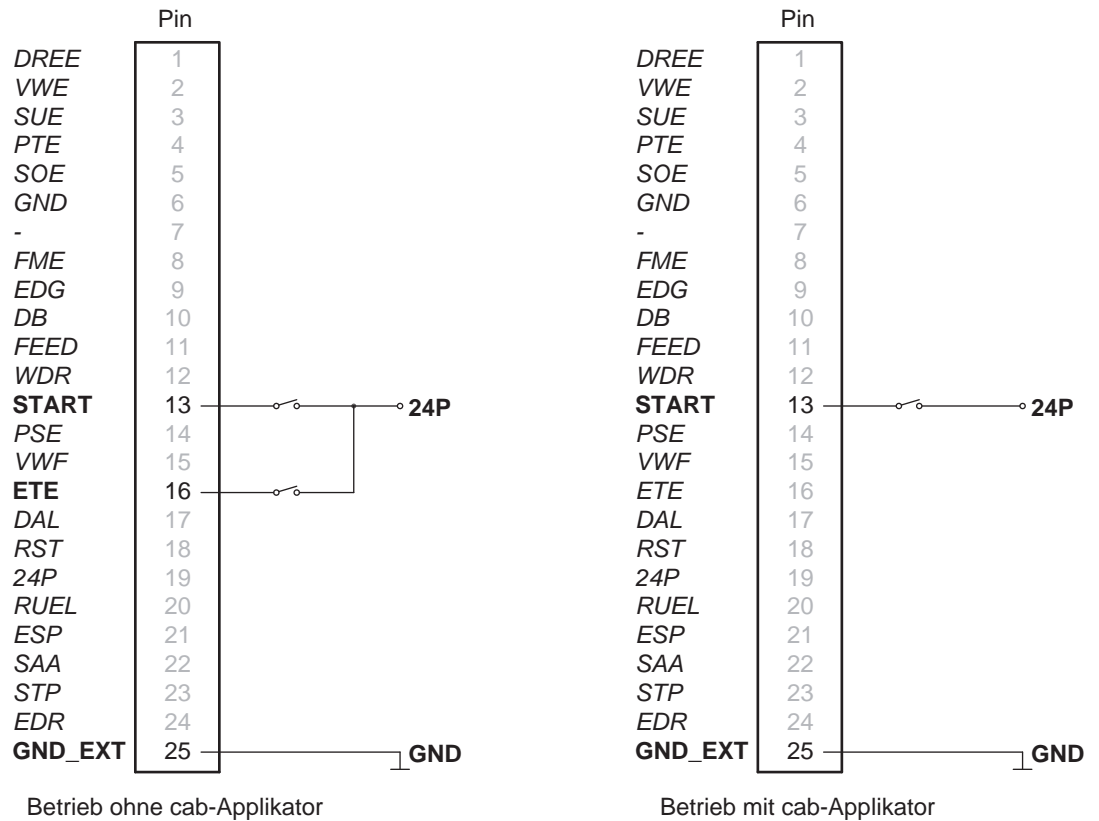 Pin
DREE 1
VWE 2
SUE 3
PTE 4
SOE 5
GND 6
- 7
FME 8
EDG 9
DB 10
FEED 11
WDR 12
START 13 24P
PSE 14
VWF 15
ETE 16
DAL 17
RST 18
24P 19
RUEL 20
ESP 21
SAA 22
STP 23
EDR 24
GND_EXT 25 GND
Betrieb ohne cab-Applikator
Pin
DREE 1
VWE 2
SUE 3
PTE 4
SOE 5
GND 6
- 7
FME 8
EDG 9
DB 10
FEED 11
WDR 12
START 13 24P
PSE 14
VWF 15
ETE 16
DAL 17
RST 18
24P 19
RUEL 20
ESP 21
SAA 22
STP 23
EDR 24
GND_EXT 25 GND
Betrieb mit cab-Applikator